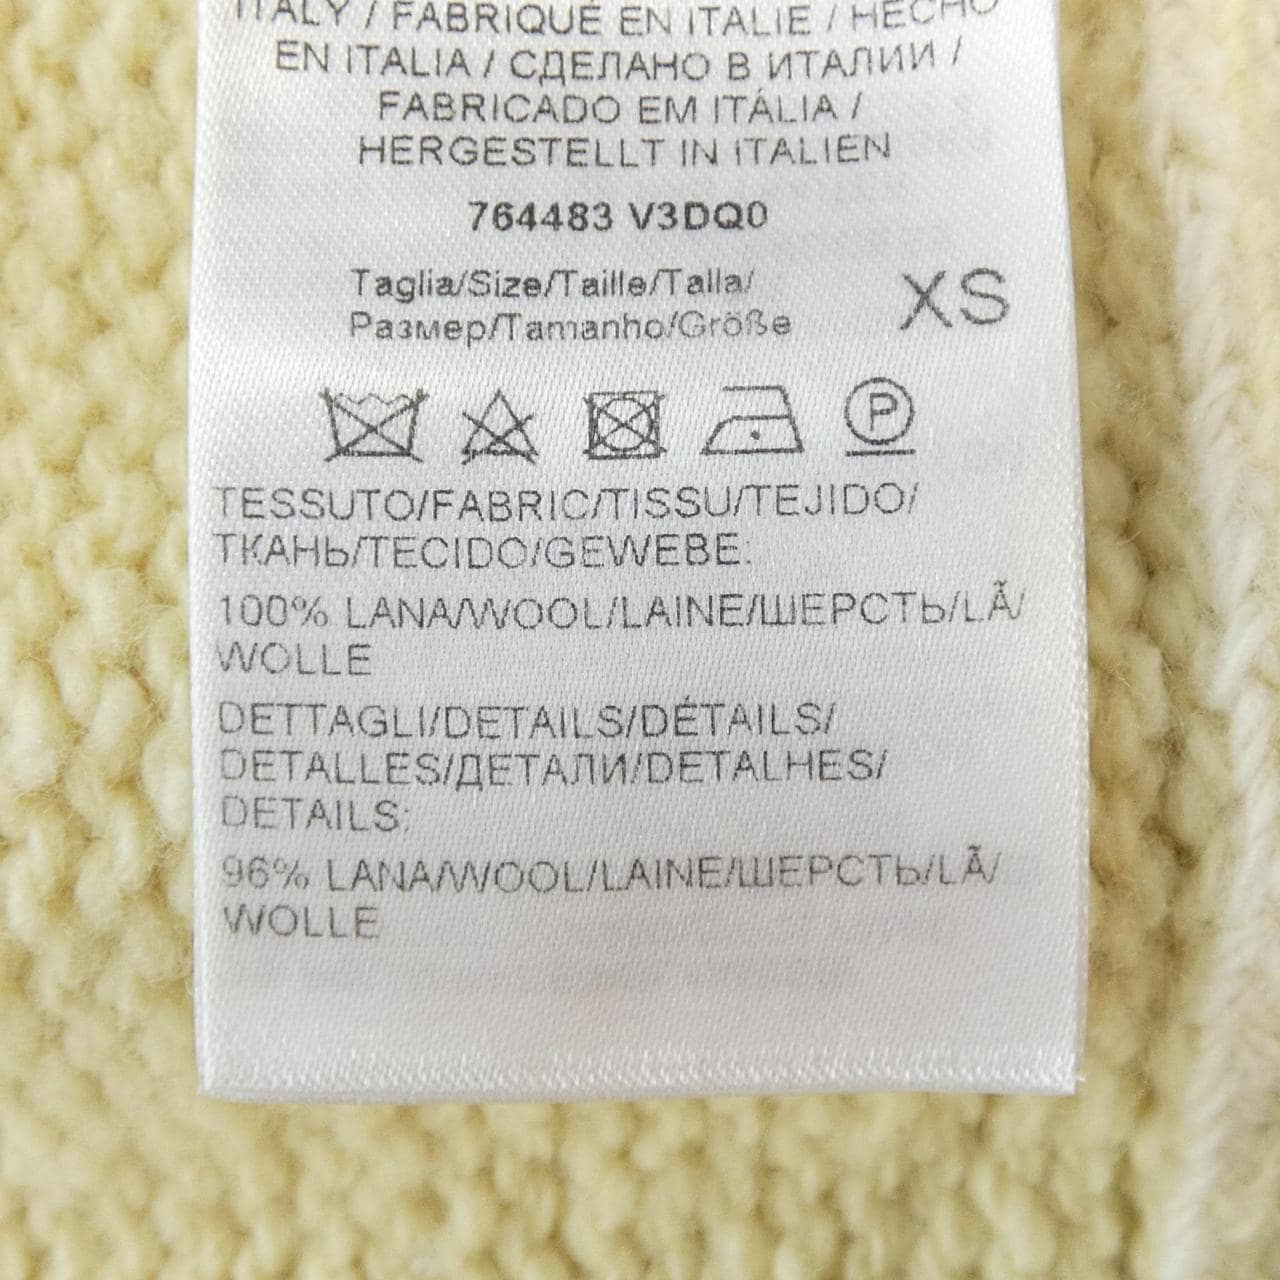 ITALY / FABRIQUÉ EN ITALIE / HECHO
EN ITALIA / СДЕЛАНО В ИТАЛИИ /
FABRICADO EM ITÁLIA /
HERGESTELLT IN ITALIEN
764483 V3DQ0
Taglia/Size/Taille/Talla/
Размер/Tamanho/Größe
XS
P
TESSUTO/FABRIC/TISSU/TEJIDO/
ТКАНЬ/TECIDO/GEWEBE:
100% LANA/WOOL/LAINE/ШЕРСТЬ/LÃ/
WOLLE
DETTAGLI/DETAILS/DÉTAILS/
DETALLES/ДЕТАЛИ/DETALHES/
DETAILS:
96% LANA/WOOL/LAINE/ШЕРСТЬ/LÃ/
WOLLE